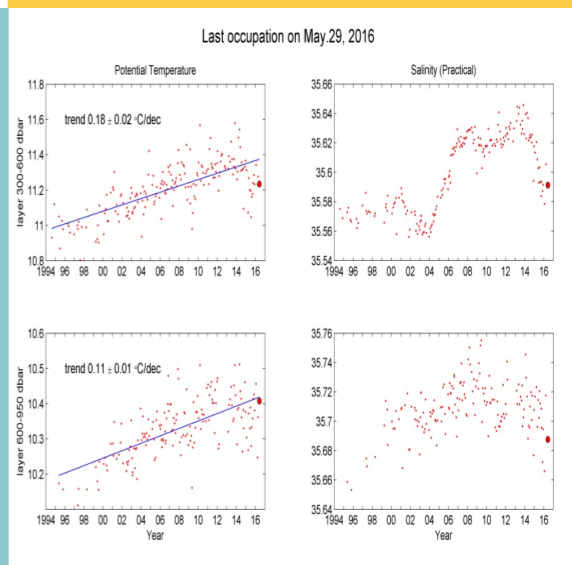 Last occupation on May.29, 2016
Potential Temperature
layer 300-600 dbar
11.8
11.6
11.4
11.2
11
10.8
trend 0.18 ± 0.02 °C/dec
1994 96 98 00 02 04 06 08 10 12 14 16
Salinity (Practical)
35.66
35.64
35.62
35.6
35.58
35.56
35.54
1994 96 98 00 02 04 06 08 10 12 14 16
layer 600-950 dbar
10.6
10.5
10.4
10.3
10.2
trend 0.11 ± 0.01 °C/dec
1994 96 98 00 02 04 06 08 10 12 14 16
Year
35.76
35.74
35.72
35.7
35.68
35.66
35.64
1994 96 98 00 02 04 06 08 10 12 14 16
Year